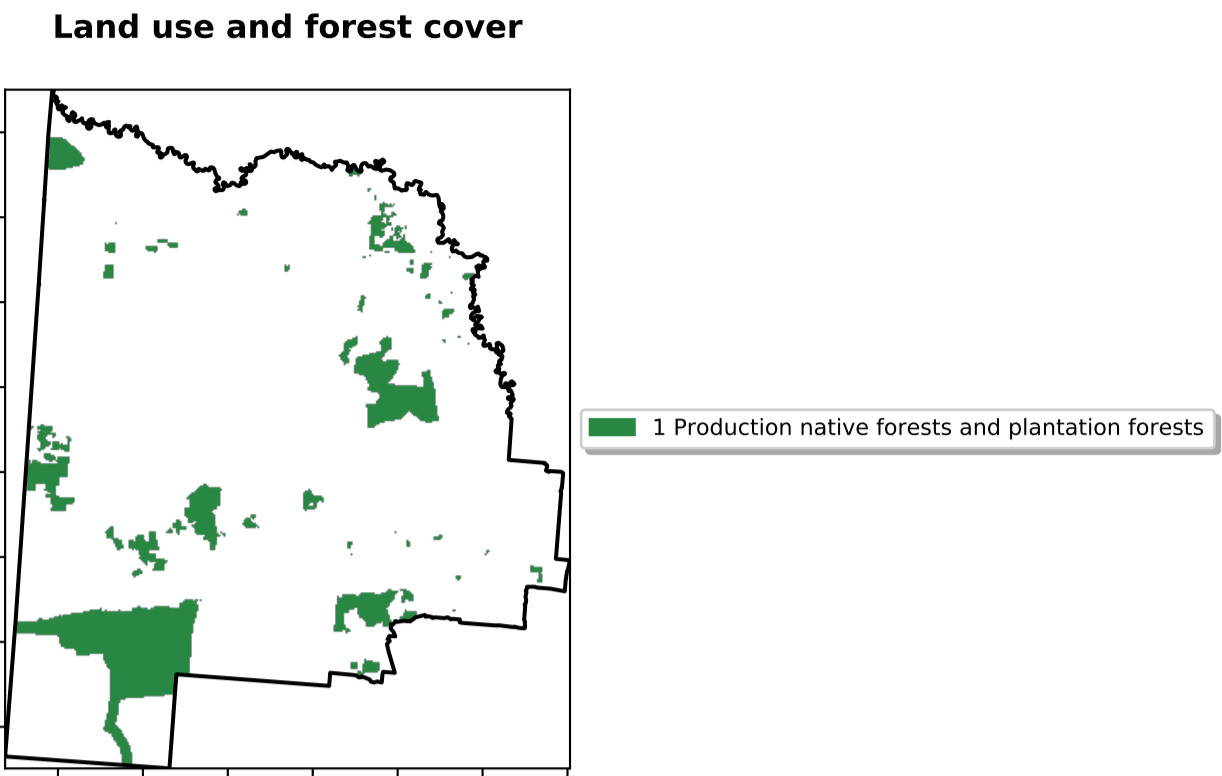 Land use and forest cover
1 Production native forests and plantation forests